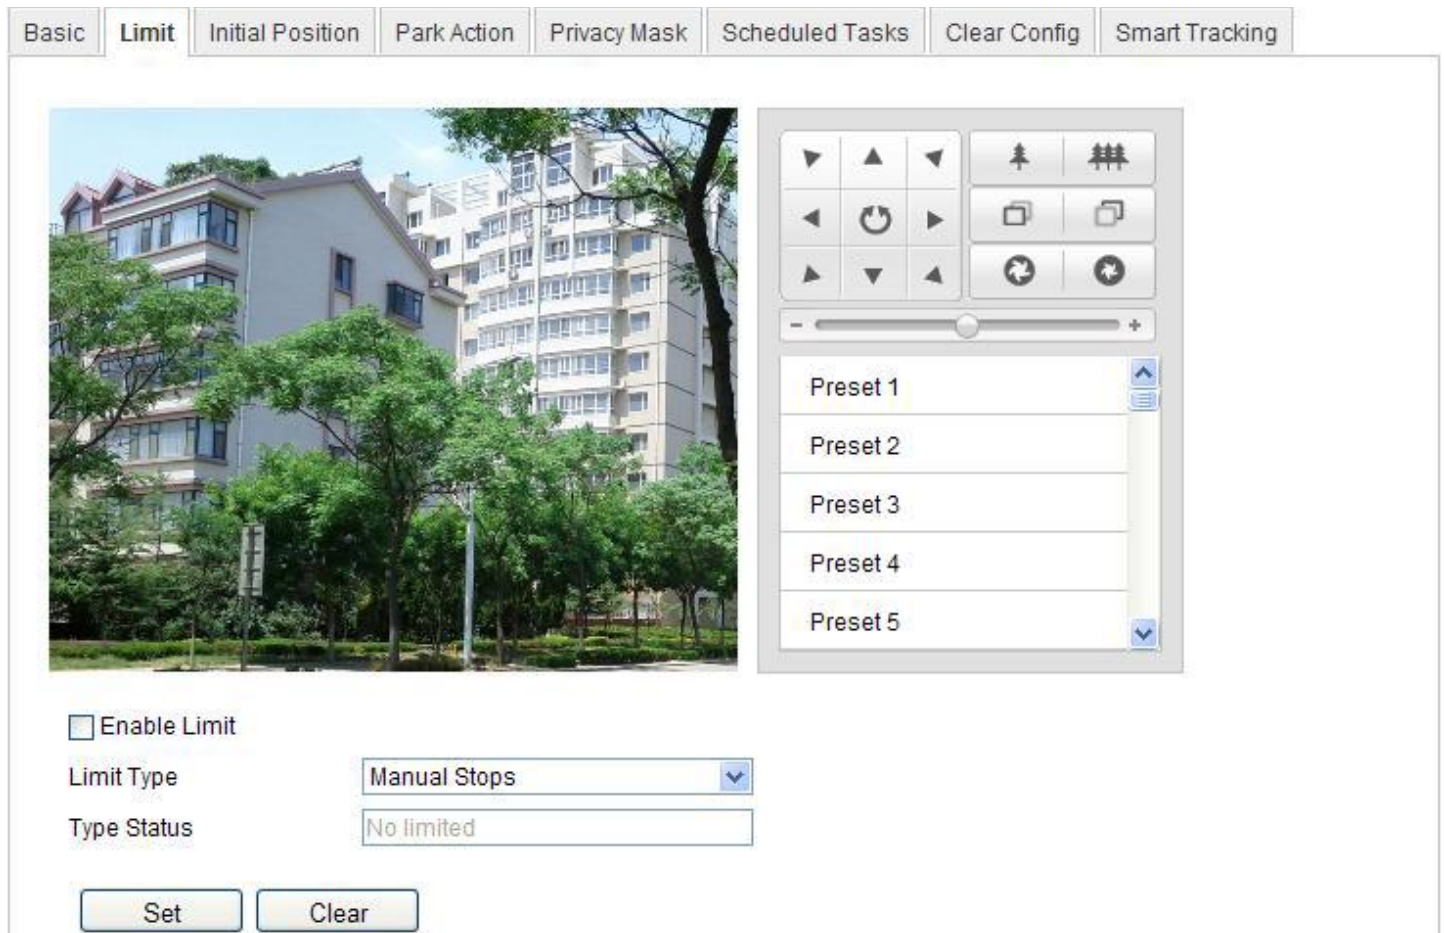 Basic Limit Initial Position Park Action Privacy Mask Scheduled Tasks Clear Config Smart Tracking
- +
Preset 1
Preset 2
Preset 3
Preset 4
Preset 5
Enable Limit
Limit Type Manual Stops
Type Status No limited
Set Clear